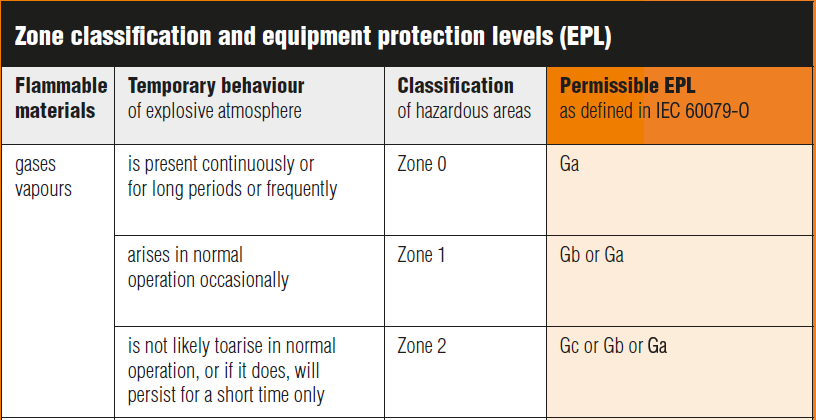 Zone classification and equipment protection levels (EPL)
Flammable
materials
Temporary behaviour
of explosive atmosphere
Classification
of hazardous areas
Permissible EPL
as defined in IEC 60079-O
gases
vapours
is present continuously or
for long periods or frequently
Zone 0
Ga
arises in normal
operation occasionally
Zone 1
Gb or Ga
is not likely toarise in normal
operation, or if it does, will
persist for a short time only
Zone 2
Gc or Gb or Ga